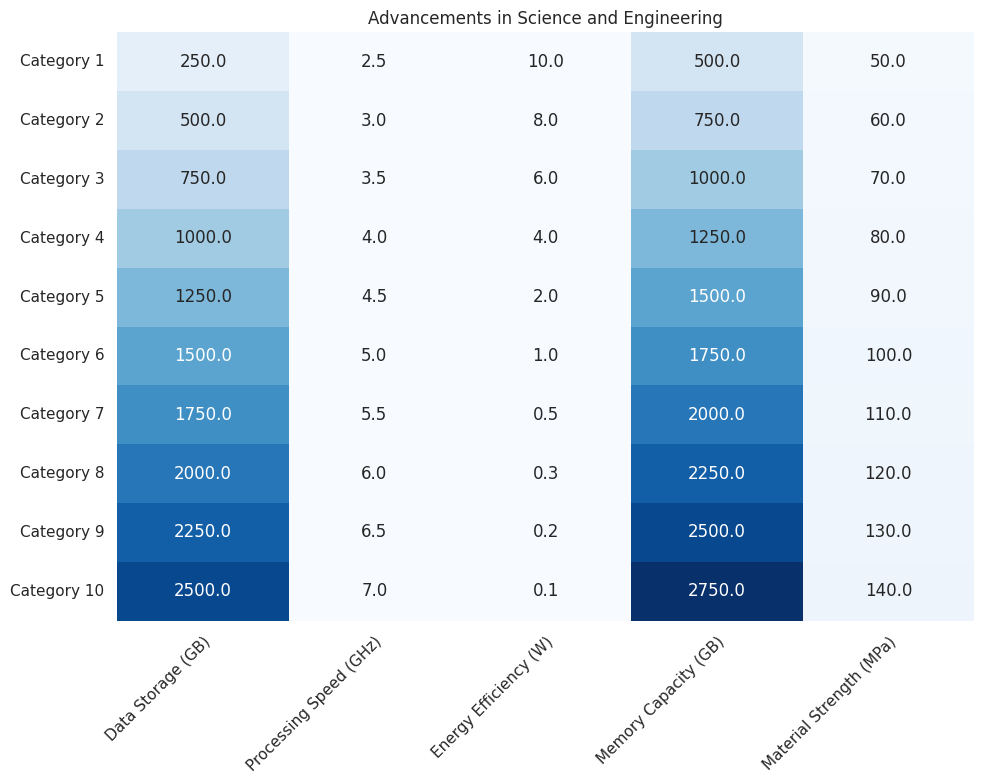 Advancements in Science and Engineering
Category 1 250.0 2.5 10.0 500.0 50.0
Category 2 500.0 3.0 8.0 750.0 60.0
Category 3 750.0 3.5 6.0 1000.0 70.0
Category 4 1000.0 4.0 4.0 1250.0 80.0
Category 5 1250.0 4.5 2.0 1500.0 90.0
Category 6 1500.0 5.0 1.0 1750.0 100.0
Category 7 1750.0 5.5 0.5 2000.0 110.0
Category 8 2000.0 6.0 0.3 2250.0 120.0
Category 9 2250.0 6.5 0.2 2500.0 130.0
Category 10 2500.0 7.0 0.1 2750.0 140.0
Data Storage (GB)
Processing Speed (GHz)
Energy Efficiency (W)
Memory Capacity (GB)
Material Strength (MPa)